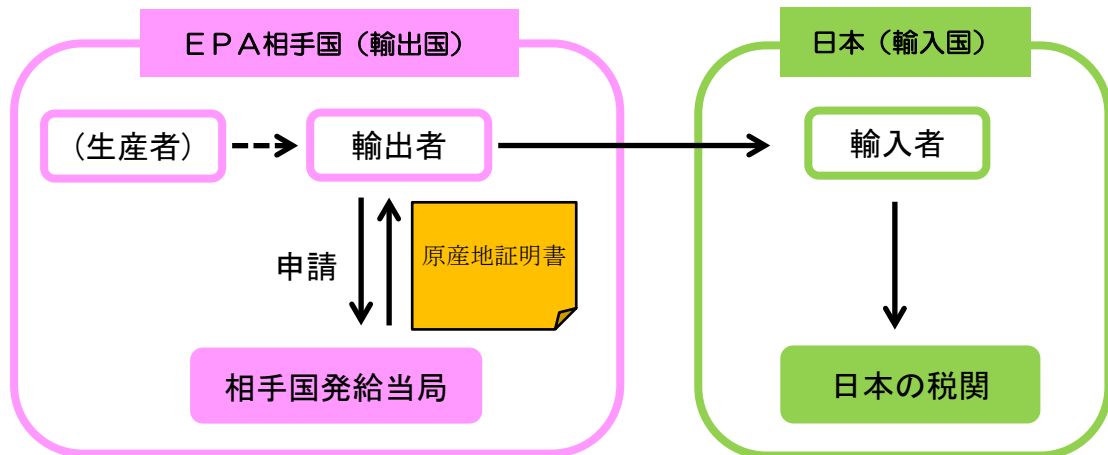 EPA相手国(輸出国)
日本(輸入国)
(生産者)
輸出者
輸入者
申請
原産地証明書
相手国発給当局
日本の税関